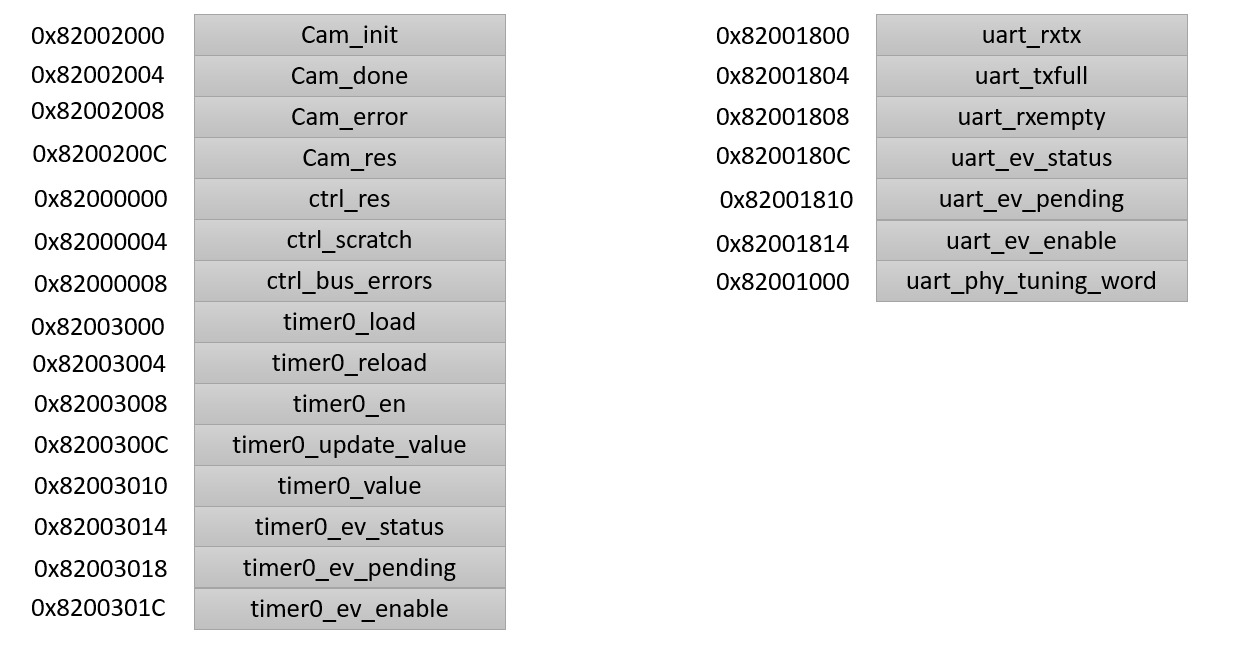 0x82002000 Cam_init
0x82002004 Cam_done
0x82002008 Cam_error
0x8200200C Cam_res
0x82000000 ctrl_res
0x82000004 ctrl_scratch
0x82000008 ctrl_bus_errors
0x82003000 timer0_load
0x82003004 timer0_reload
0x82003008 timer0_en
0x8200300C timer0_update_value
0x82003010 timer0_value
0x82003014 timer0_ev_status
0x82003018 timer0_ev_pending
0x8200301C timer0_ev_enable
0x82001800 uart_rxtx
0x82001804 uart_txfull
0x82001808 uart_rxempty
0x8200180C uart_ev_status
0x82001810 uart_ev_pending
0x82001814 uart_ev_enable
0x82001000 uart_phy_tuning_word